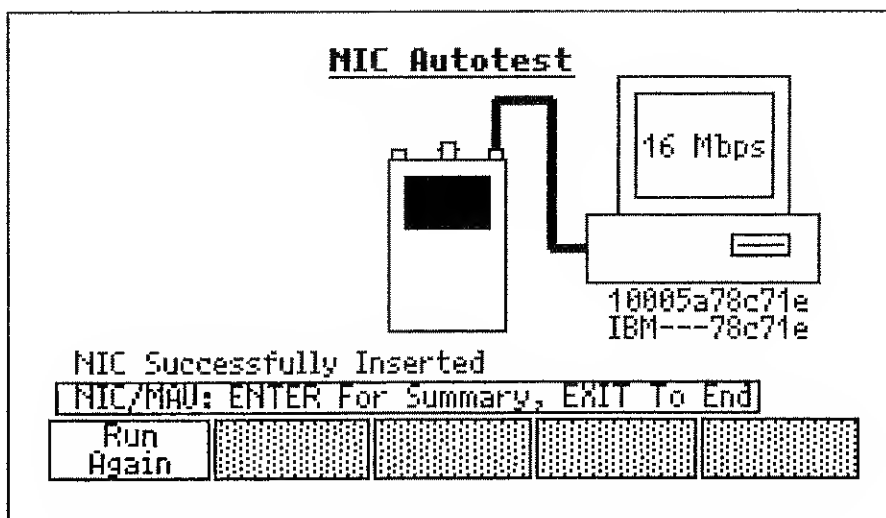 NIC Autotest
16 Mbps
10005a78c71e
IBM---78c71e
NIC Successfully Inserted
NIC/MAU: ENTER For Summary, EXIT To End
Run
Again